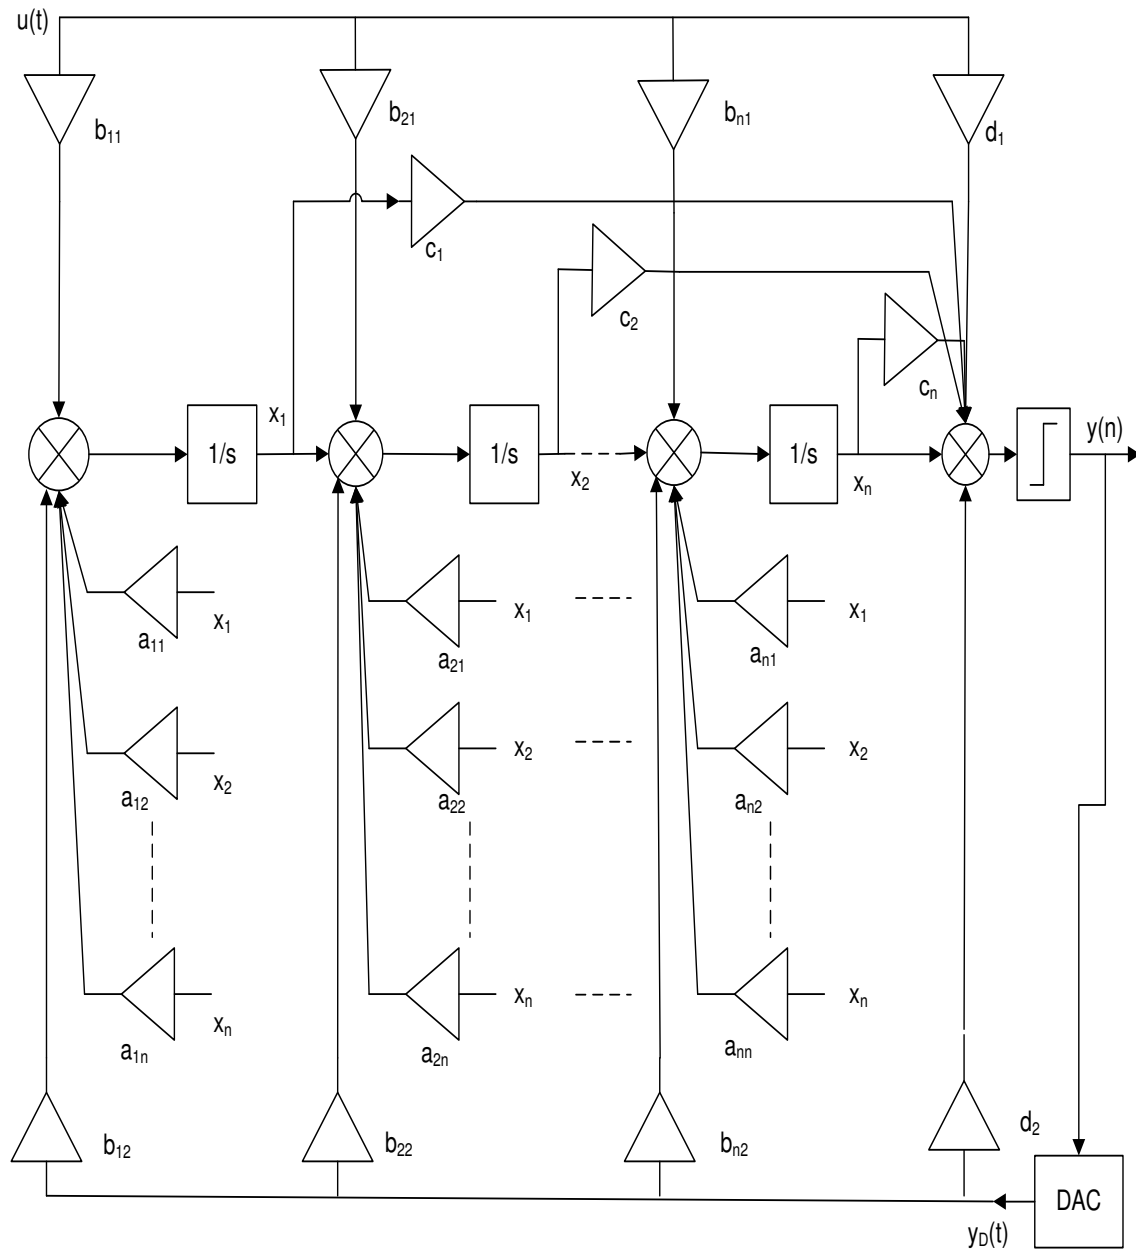 u(t)
b₁₁
b₂₁
bₙ₁
d₁
c₁
c₂
cₙ
x₁
1/s
1/s
x₂
1/s
xₙ
y(n)
a₁₁
x₁
a₂₁
x₁
aₙ₁
x₁
a₁₂
x₂
a₂₂
x₂
aₙ₂
x₂
a₁ₙ
xₙ
a₂ₙ
xₙ
aₙₙ
xₙ
b₁₂
b₂₂
bₙ₂
d₂
DAC
y_D(t)